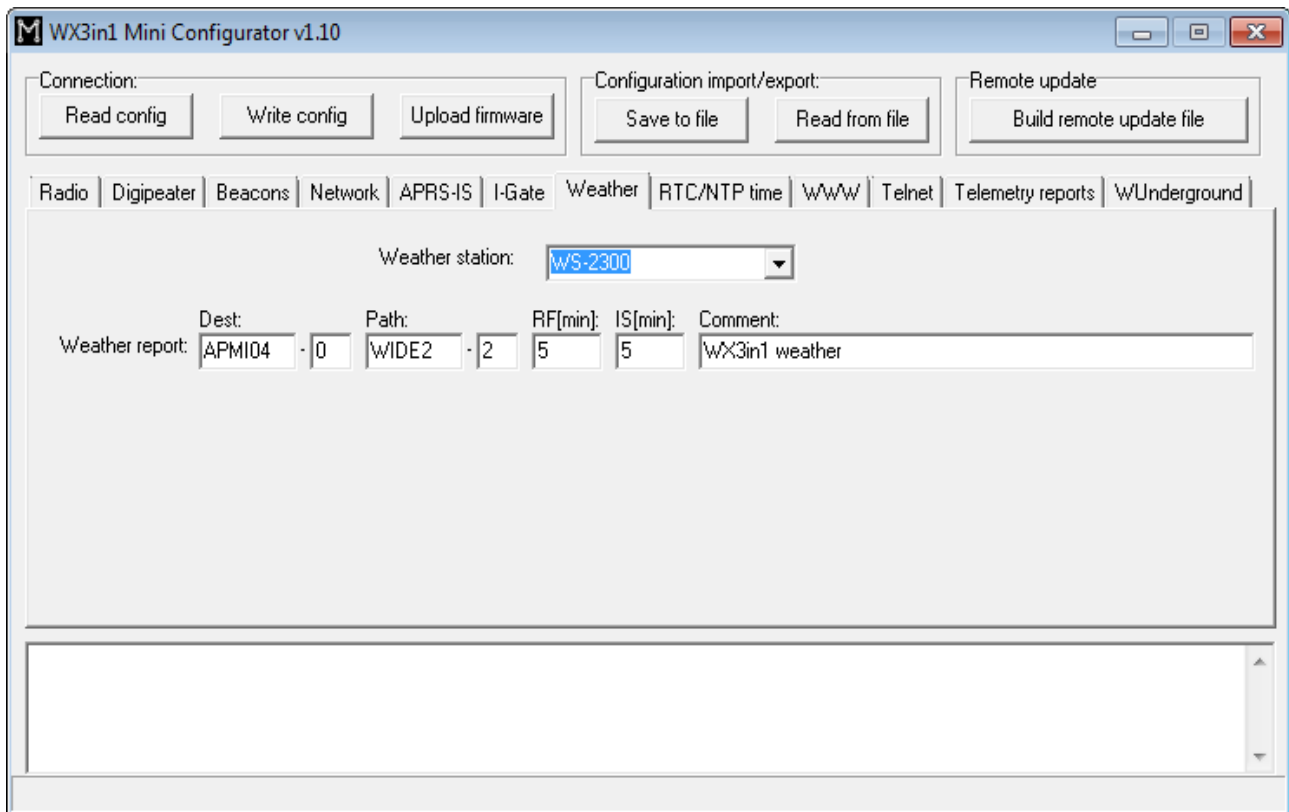 WX3in1 Mini Configurator v1.10
Connection: Configuration import/export: Remote update
Read config Write config Upload firmware Save to file Read from file Build remote update file
Radio Digipeater Beacons Network APRS-IS I-Gate Weather RTC/NTP time WWW Telnet Telemetry reports WUnderground
Weather station: WS-2300
Dest: Path: RF[min]: IS[min]: Comment:
Weather report: APMI04 - 0 WIDE2 - 2 5 5 WX3in1 weather